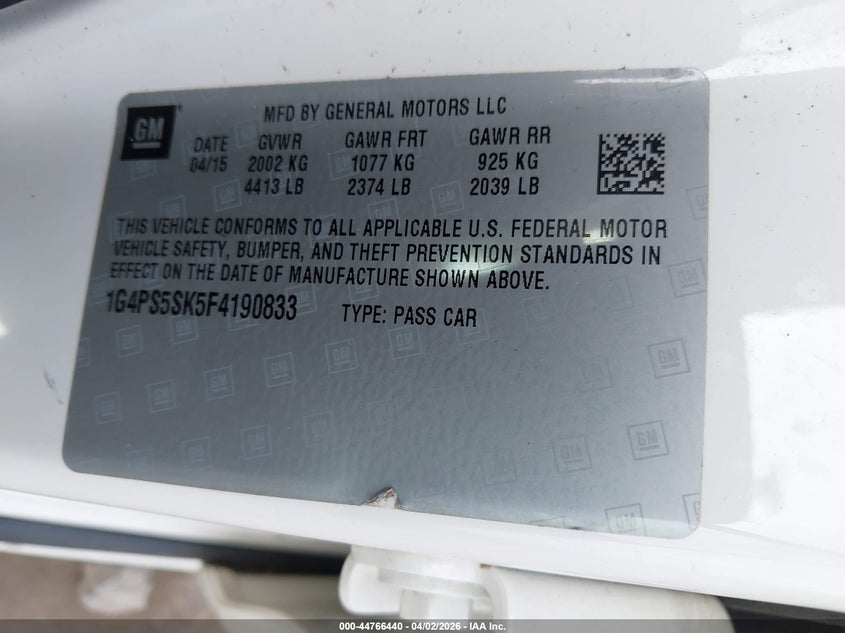 GM
MFD BY GENERAL MOTORS LLC
DATE GVWR GAWR FRT GAWR RR
04/15 2002 KG 1077 KG 925 KG
4413 LB 2374 LB 2039 LB
THIS VEHICLE CONFORMS TO ALL APPLICABLE U.S. FEDERAL MOTOR
VEHICLE SAFETY, BUMPER, AND THEFT PREVENTION STANDARDS IN
EFFECT ON THE DATE OF MANUFACTURE SHOWN ABOVE.
1G4PS5SK5F4190833 TYPE: PASS CAR
000-44766440 - 04/02/2026 - IAA Inc.